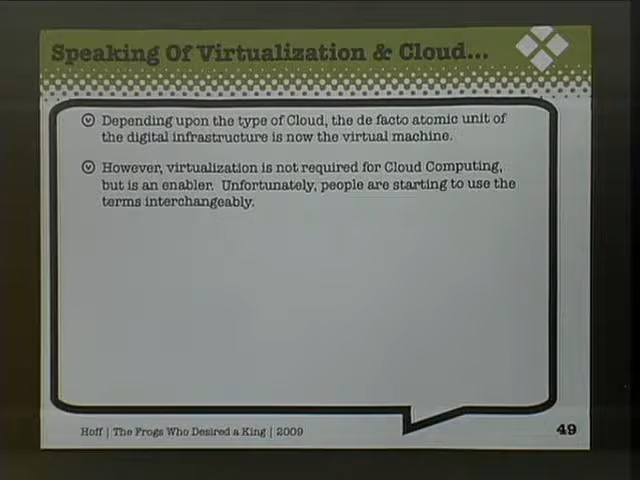 Speaking Of Virtualization & Cloud...
Depending upon the type of Cloud, the de facto atomic unit of
the digital infrastructure is now the virtual machine.
However, virtualization is not required for Cloud Computing,
but is an enabler. Unfortunately, people are starting to use the
terms interchangeably.
Hoff | The Frogs Who Desired a King | 2009
49